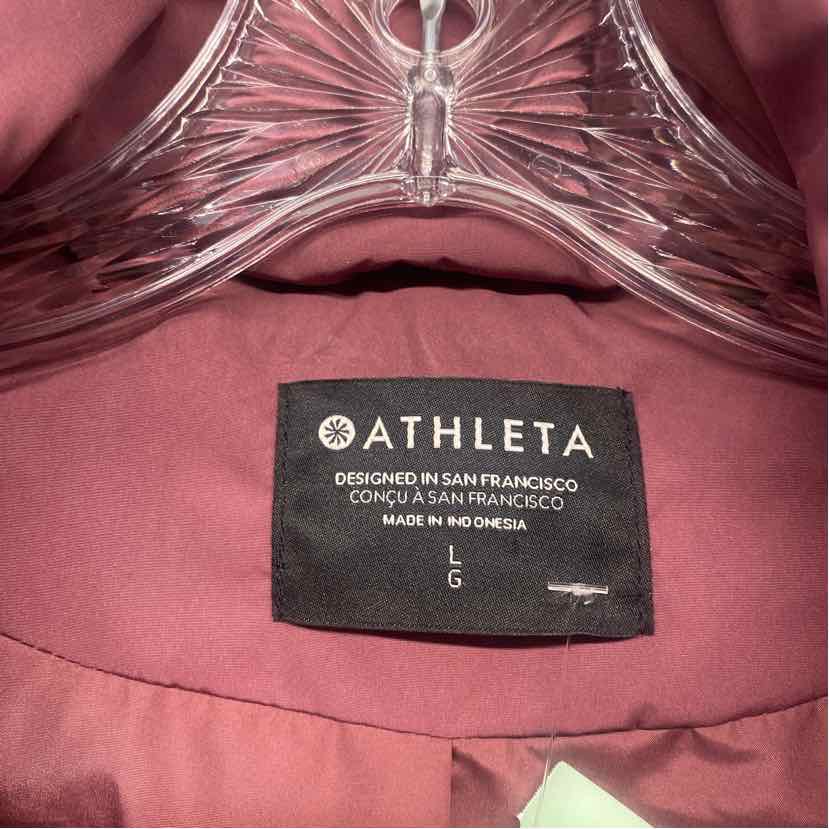 ATHLETA
DESIGNED IN SAN FRANCISCO
CONÇU À SAN FRANCISCO
MADE IN INDONESIA
L
G